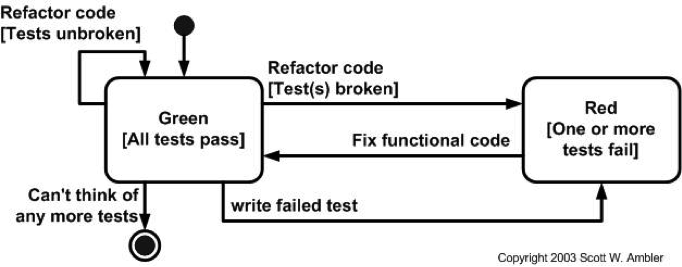 Refactor code
[Tests unbroken]
Refactor code
[Test(s) broken]
Green
[All tests pass]
Red
[One or more
tests fail]
Fix functional code
Can't think of
any more tests
write failed test
Copyright 2003 Scott W. Ambler